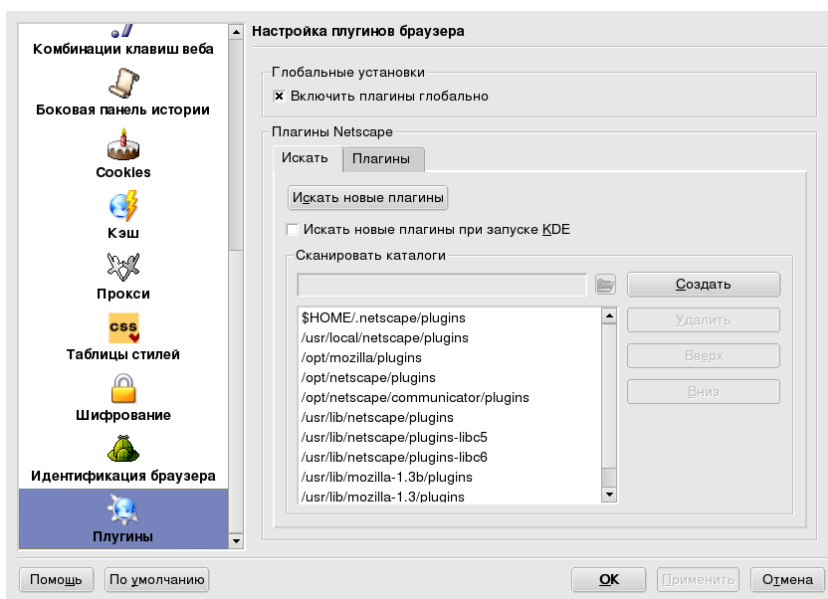 Комбинации клавиш веба
Боковая панель истории
Cookies
Кэш
Прокси
css
Таблицы стилей
Шифрование
Идентификация браузера
Плугины
Настройка плугинов браузера
Глобальные установки
Включить плагины глобально
Плагины Netscape
Искать
Плагины
Искать новые плагины
Искать новые плагины при запуске KDE
Сканировать каталоги
Создать
Удалить
Вверх
Вниз
$HOME/.netscape/plugins
/usr/local/netscape/plugins
/opt/mozilla/plugins
/opt/netscape/plugins
/opt/netscape/communicator/plugins
/usr/lib/netscape/plugins
/usr/lib/netscape/plugins-libc5
/usr/lib/netscape/plugins-libc6
/usr/lib/mozilla-1.3b/plugins
/usr/lib/mozilla-1.3/plugins
Помощь
По умолчанию
OK
Применить
Отмена